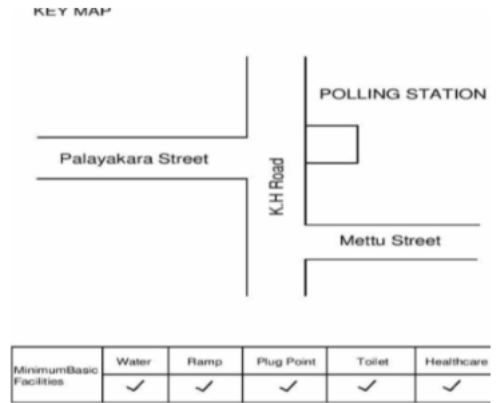 KEY MAP
POLLING STATION
Palayakara Street
K.H Road
Mettu Street
MinimumBasic Facilities
Water Ramp Plug Point Toilet Healthcare
✓ ✓ ✓ ✓ ✓